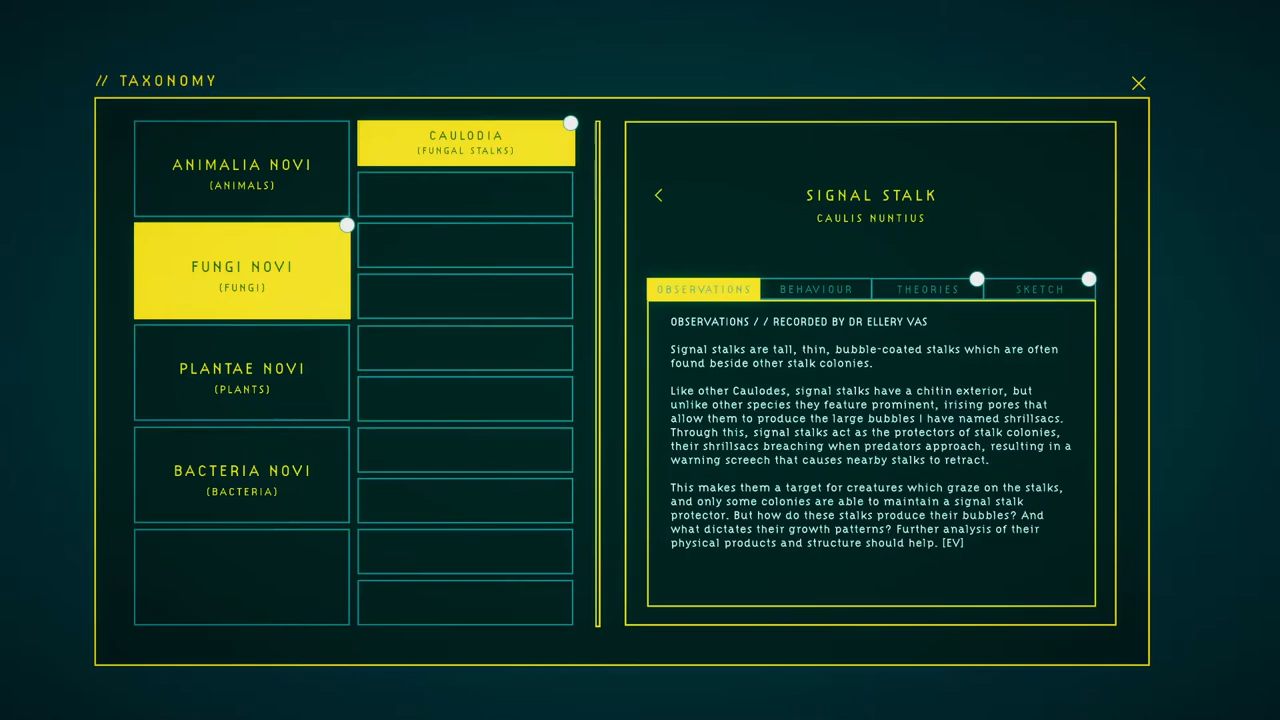 // TAXONOMY
ANIMALIA NOVI
(ANIMALS)
FUNGI NOVI
(FUNGI)
PLANTAE NOVI
(PLANTS)
BACTERIA NOVI
(BACTERIA)
CAULODIA
(FUNGAL STALKS)
SIGNAL STALK
CAULIS NUNTIUS
OBSERVATIONS BEHAVIOUR THEORIES SKETCH
OBSERVATIONS / / RECORDED BY DR ELLERY VAS
Signal stalks are tall, thin, bubble-coated stalks which are often
found beside other stalk colonies.
Like other Caulodes, signal stalks have a chitin exterior, but
unlike other species they feature prominent, irising pores that
allow them to produce the large bubbles I have named shrillsacs.
Through this, signal stalks act as the protectors of stalk colonies,
their shrillsacs breaching when predators approach, resulting in a
warning screech that causes nearby stalks to retract.
This makes them a target for creatures which graze on the stalks,
and only some colonies are able to maintain a signal stalk
protector. But how do these stalks produce their bubbles? And
what dictates their growth patterns? Further analysis of their
physical products and structure should help. [EV]